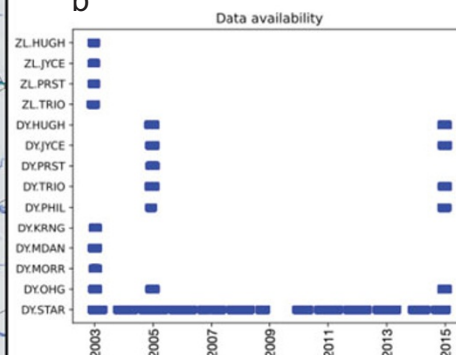 b
Data availability
ZL.HUGH
ZL.JYCE
ZL.PRST
ZL.TRIO
DY.HUGH
DY.JYCE
DY.PRST
DY.TRIO
DY.PHIL
DY.KRNG
DY.MDAN
DY.MORR
DY.OHG
DY.STAR
2003 2005 2007 2009 2011 2013 2015